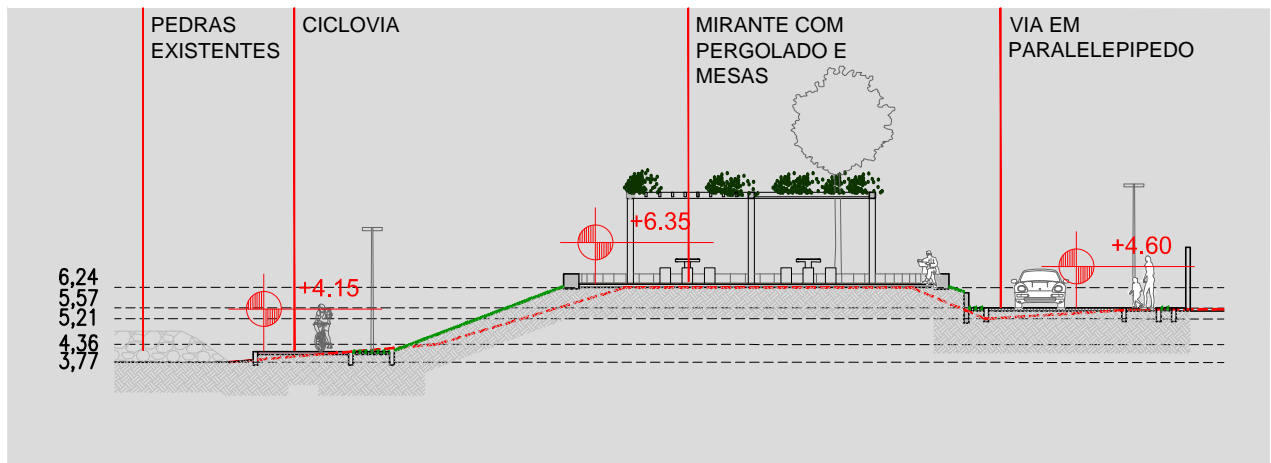 PEDRAS
EXISTENTES
CICLOVIA
MIRANTE COM
PERGOLADO E
MESAS
VIA EM
PARALELEPIPEDO
+6.35
+4.60
+4.15
6,24
5,57
5,21
4,36
3,77